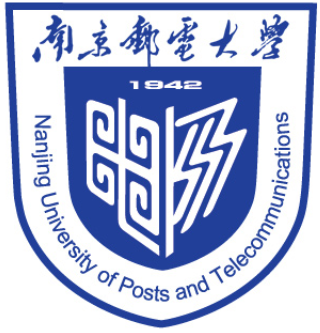 南京郵電大學
1942
Nanjing University of Posts and Telecommunications